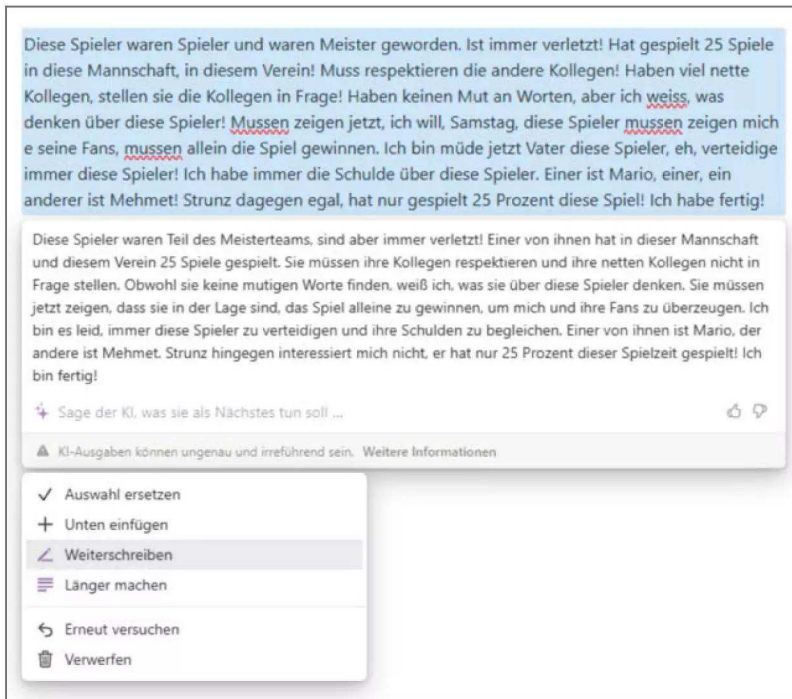 Diese Spieler waren Spieler und waren Meister geworden. Ist immer verletzt! Hat gespielt 25 Spiele
in diese Mannschaft, in diesem Verein! Muss respektieren die andere Kollegen! Haben viel nette
Kollegen, stellen sie die Kollegen in Frage! Haben keinen Mut an Worten, aber ich weiss, was
denken über diese Spieler! Mussen zeigen jetzt, ich will, Samstag, diese Spieler mussen zeigen mich
e seine Fans, mussen allein die Spiel gewinnen. Ich bin müde jetzt Vater diese Spieler, eh, verteidige
immer diese Spieler! Ich habe immer die Schulde über diese Spieler. Einer ist Mario, einer, ein
anderer ist Mehmet! Strunz dagegen egal, hat nur gespielt 25 Prozent diese Spiel! Ich habe fertig!
Diese Spieler waren Teil des Meisterteams, sind aber immer verletzt! Einer von ihnen hat in dieser Mannschaft
und diesem Verein 25 Spiele gespielt. Sie müssen ihre Kollegen respektieren und ihre netten Kollegen nicht in
Frage stellen. Obwohl sie keine mutigen Worte finden, weiß ich, was sie über diese Spieler denken. Sie müssen
jetzt zeigen, dass sie in der Lage sind, das Spiel alleine zu gewinnen, um mich und ihre Fans zu überzeugen. Ich
bin es leid, immer diese Spieler zu verteidigen und ihre Schulden zu begleichen. Einer von ihnen ist Mario, der
andere ist Mehmet. Strunz hingegen interessiert mich nicht, er hat nur 25 Prozent dieser Spielzeit gespielt! Ich
bin fertig!
Sage der KI, was sie als Nächstes tun soll ...
KI-Ausgaben können ungenau und irreführend sein. Weitere Informationen
Auswahl ersetzen
Unten einfügen
Weiterschreiben
Länger machen
Erneut versuchen
Verwerfen